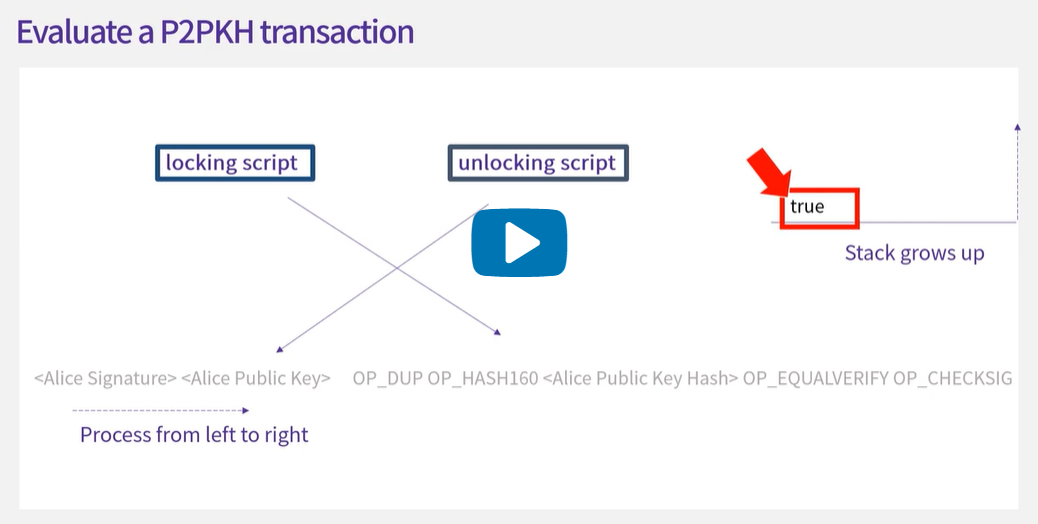 Evaluate a P2PKH transaction
locking script
unlocking script
true
Stack grows up
<Alice Signature> <Alice Public Key> OP_DUP OP_HASH160 <Alice Public Key Hash> OP_EQUALVERIFY OP_CHECKSIG
Process from left to right